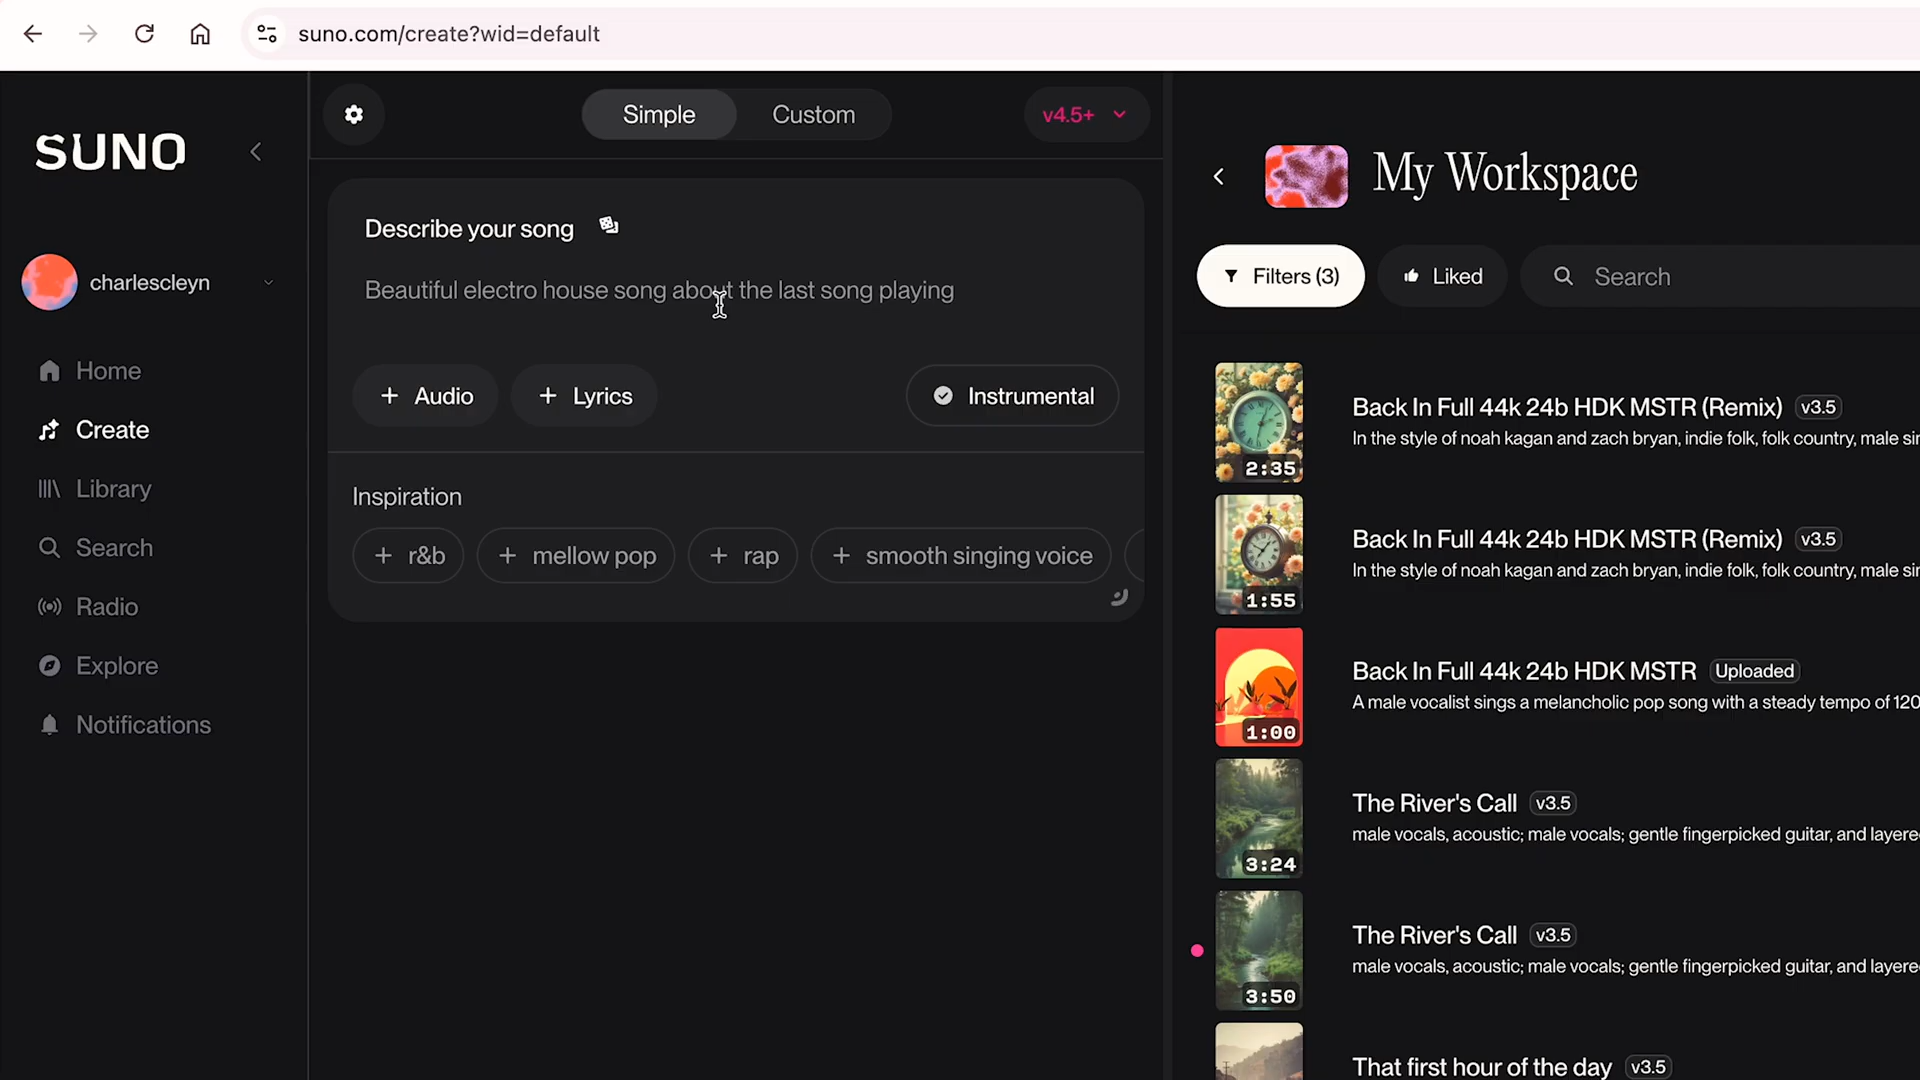 suno.com/create?wid=default
SUNO
charlescleyn
Home
Create
Library
Search
Radio
Explore
Notifications
Simple
Custom
v4.5+
Describe your song
Beautiful electro house song about the last song playing
+ Audio
+ Lyrics
Instrumental
Inspiration
+ r&b
+ mellow pop
+ rap
+ smooth singing voice
My Workspace
Filters (3)
Liked
Search
Back In Full 44k 24b HDK MSTR (Remix) v3.5
In the style of noah kagan and zach bryan, indie folk, folk country, male sin
2:35
Back In Full 44k 24b HDK MSTR (Remix) v3.5
In the style of noah kagan and zach bryan, indie folk, folk country, male sin
1:55
Back In Full 44k 24b HDK MSTR Uploaded
A male vocalist sings a melancholic pop song with a steady tempo of 120
1:00
The River's Call v3.5
male vocals, acoustic; male vocals; gentle fingerpicked guitar, and layere
3:24
The River's Call v3.5
male vocals, acoustic; male vocals; gentle fingerpicked guitar, and layere
3:50
That first hour of the day v3.5